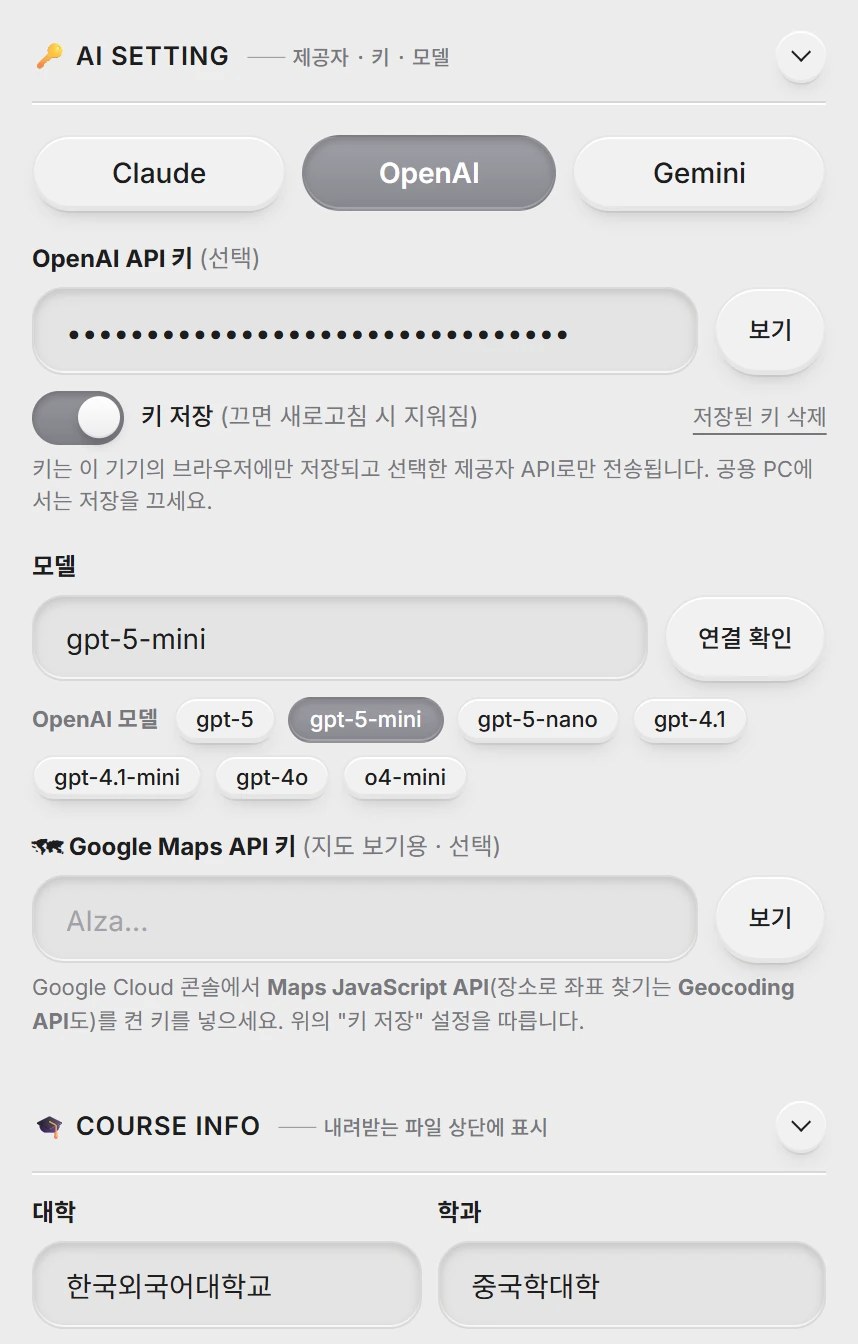 AI SETTING 제공자 · 키 · 모델
Claude OpenAI Gemini
OpenAI API 키 (선택)
•••••••••••••••••••••••••••••••• 보기
키 저장 (끄면 새로고침 시 지워짐) 저장된 키 삭제
키는 이 기기의 브라우저에만 저장되고 선택한 제공자 API로만 전송됩니다. 공용 PC에
서는 저장을 끄세요.
모델
gpt-5-mini 연결 확인
OpenAI 모델 gpt-5 gpt-5-mini gpt-5-nano gpt-4.1
gpt-4.1-mini gpt-4o o4-mini
Google Maps API 키 (지도 보기용 · 선택)
AIza... 보기
Google Cloud 콘솔에서 Maps JavaScript API(장소로 좌표 찾기는 Geocoding
API도)를 켠 키를 넣으세요. 위의 "키 저장" 설정을 따릅니다.
COURSE INFO 내려받는 파일 상단에 표시
대학 학과
한국외국어대학교 중국학대학